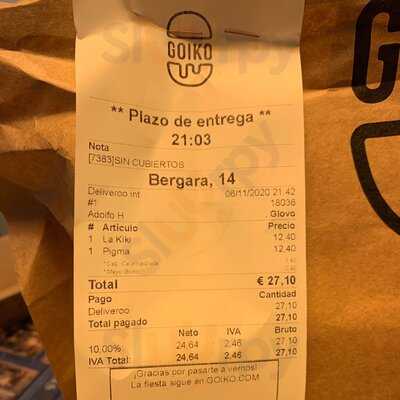 GOIKO
** Plazo de entrega **
21:03
Nota
[7383]SIN CUBIERTOS
Bergara, 14
Deliveroo int 06/11/2020 21:42
#1 18036
Adolfo H Glovo
# Articulo Precio
1 La Kiki 12,40
1 Pigma 12,40
Total € 27,10
Pago Cantidad
Deliveroo 27,10
Total pagado 27,10
Neto IVA Bruto
10,00%: 24,64 2,46 27,10
IVA Total: 24,64 2,46 27,10
¡Gracias por pasarte a vernos!
La fiesta sigue en GOIKO.COM
G
Sluurpy